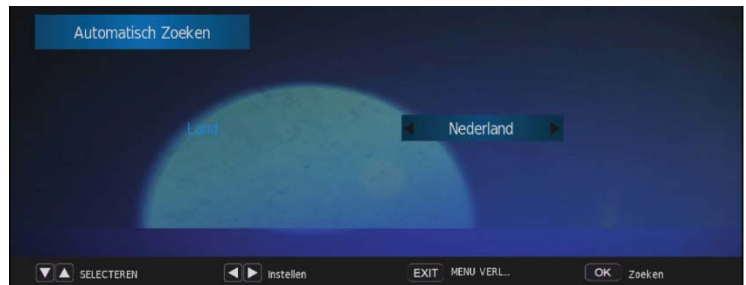 Automatisch Zoeken
Land
Nederland
SELECTEREN
Instellen
EXIT MENU VERL...
OK Zoeken